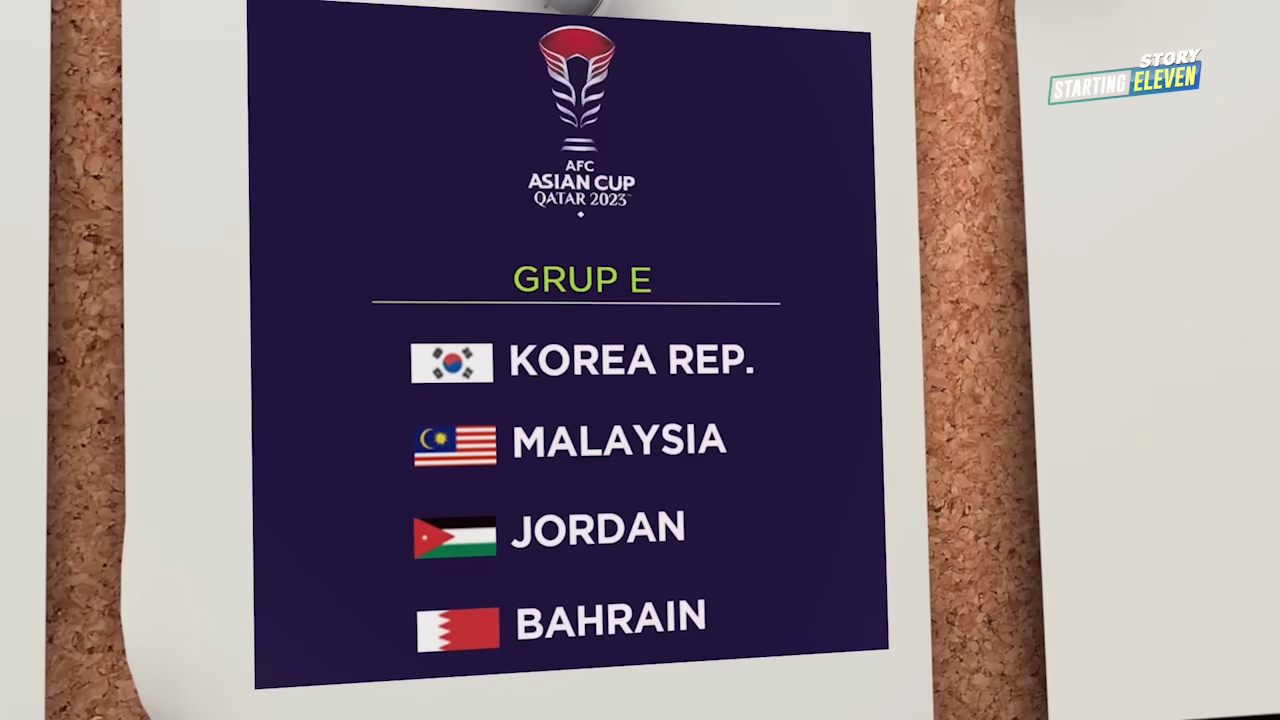 STORY
STARTING ELEVEN
AFC
ASIAN CUP
QATAR 2023
GRUP E
KOREA REP.
MALAYSIA
JORDAN
BAHRAIN